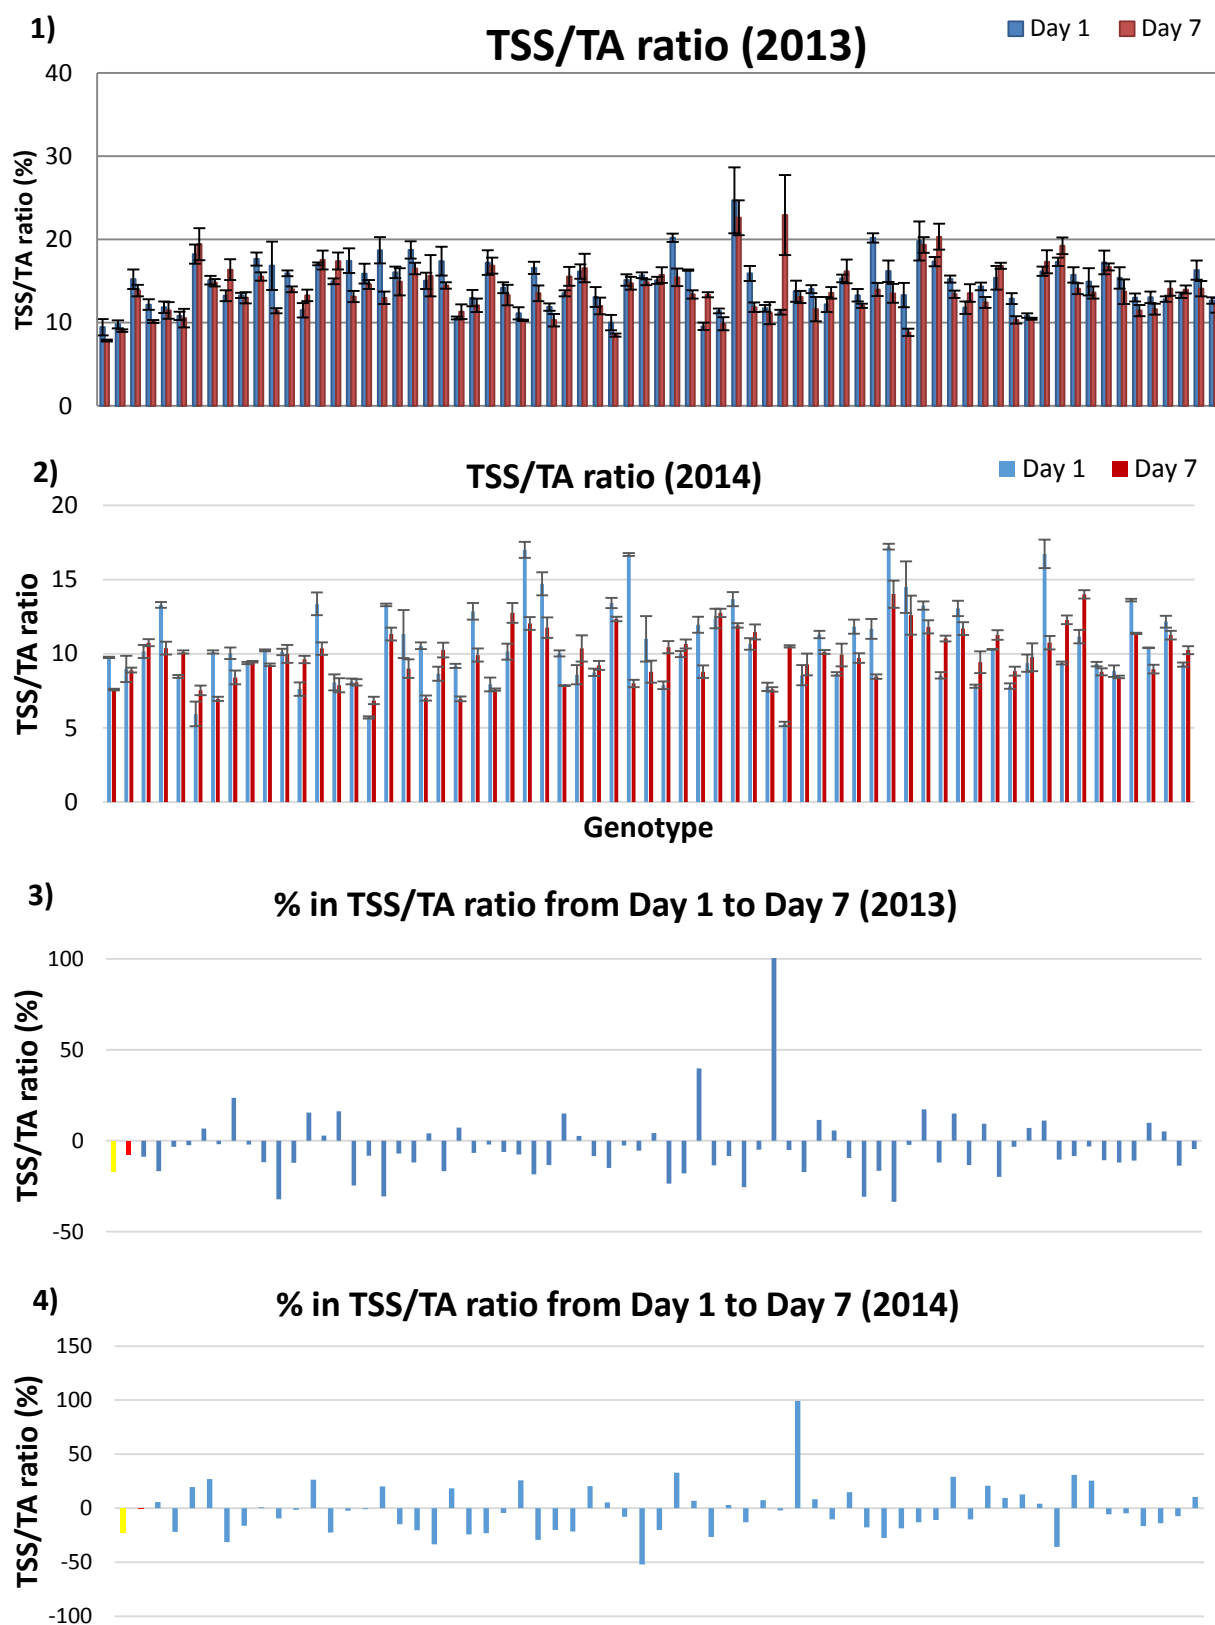 1)
TSS/TA ratio (2013)
Day 1 Day 7
TSS/TA ratio (%)
40
30
20
10
0
2)
TSS/TA ratio (2014)
Day 1 Day 7
TSS/TA ratio
20
15
10
5
0
Genotype
3)
% in TSS/TA ratio from Day 1 to Day 7 (2013)
TSS/TA ratio (%)
100
50
0
-50
4)
% in TSS/TA ratio from Day 1 to Day 7 (2014)
TSS/TA ratio (%)
150
100
50
0
-50
-100